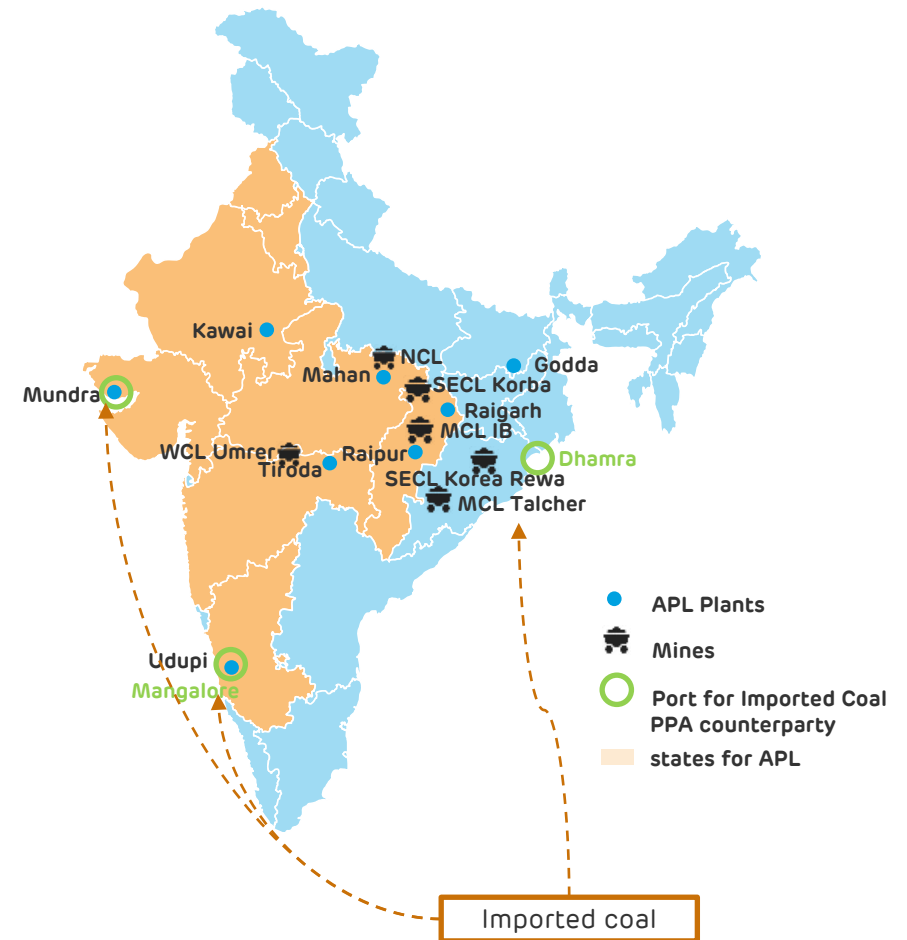 Kawai
NCL
Mahan
Godda
SECL Korba
Mundra
Raigarh
MCL IB
WCL Umrer
Raipur
Dhamra
Tiroda
SECL Korea Rewa
MCL Talcher
APL Plants
Mines
Udupi
Mangalore
Port for Imported Coal
PPA counterparty
states for APL
Imported coal